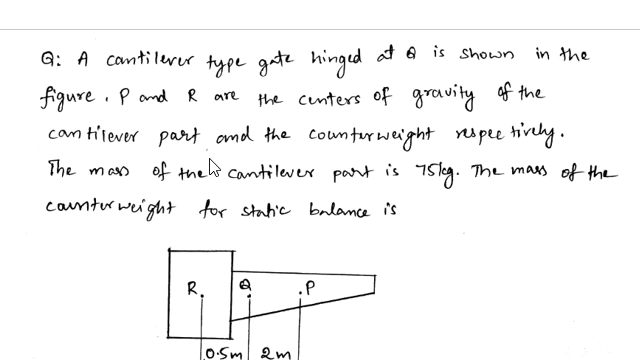 Q: A cantilever type gate hinged at Q is shown in the
figure. P and R are the centers of gravity of the
cantilever part and the counterweight respectively.
The mass of the cantilever part is 75kg. The mass of the
counterweight for static balance is
R. Q .P
0.5m 2m